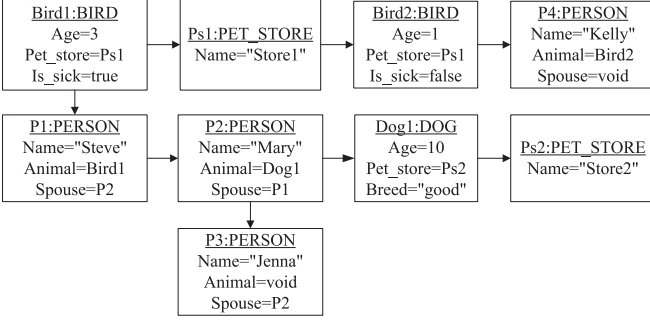 Bird1:BIRD
Age=3
Pet_store=Ps1
Is_sick=true
Ps1:PET_STORE
Name="Store1"
Bird2:BIRD
Age=1
Pet_store=Ps1
Is_sick=false
P4:PERSON
Name="Kelly"
Animal=Bird2
Spouse=void
P1:PERSON
Name="Steve"
Animal=Bird1
Spouse=P2
P2:PERSON
Name="Mary"
Animal=Dog1
Spouse=P1
Dog1:DOG
Age=10
Pet_store=Ps2
Breed="good"
Ps2:PET_STORE
Name="Store2"
P3:PERSON
Name="Jenna"
Animal=void
Spouse=P2